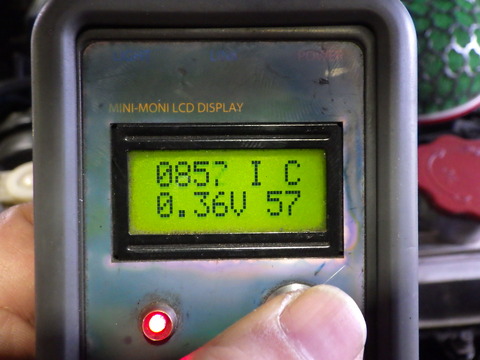 MINI-MONI LCD DISPLAY
0857 I C
0.36V 57